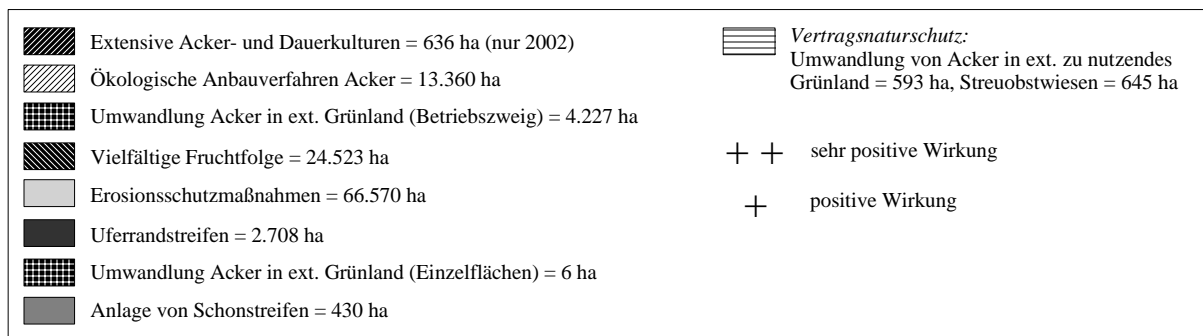 Extensive Acker- und Dauerkulturen = 636 ha (nur 2002)
Ökologische Anbauverfahren Acker = 13.360 ha
Umwandlung Acker in ext. Grünland (Betriebszweig) = 4.227 ha
Vielfältige Fruchtfolge = 24.523 ha
Erosionsschutzmaßnahmen = 66.570 ha
Uferrandstreifen = 2.708 ha
Umwandlung Acker in ext. Grünland (Einzelflächen) = 6 ha
Anlage von Schonstreifen = 430 ha
Vertragsnaturschutz:
Umwandlung von Acker in ext. zu nutzendes
Grünland = 593 ha, Streuobstwiesen = 645 ha
+ + sehr positive Wirkung
+ positive Wirkung